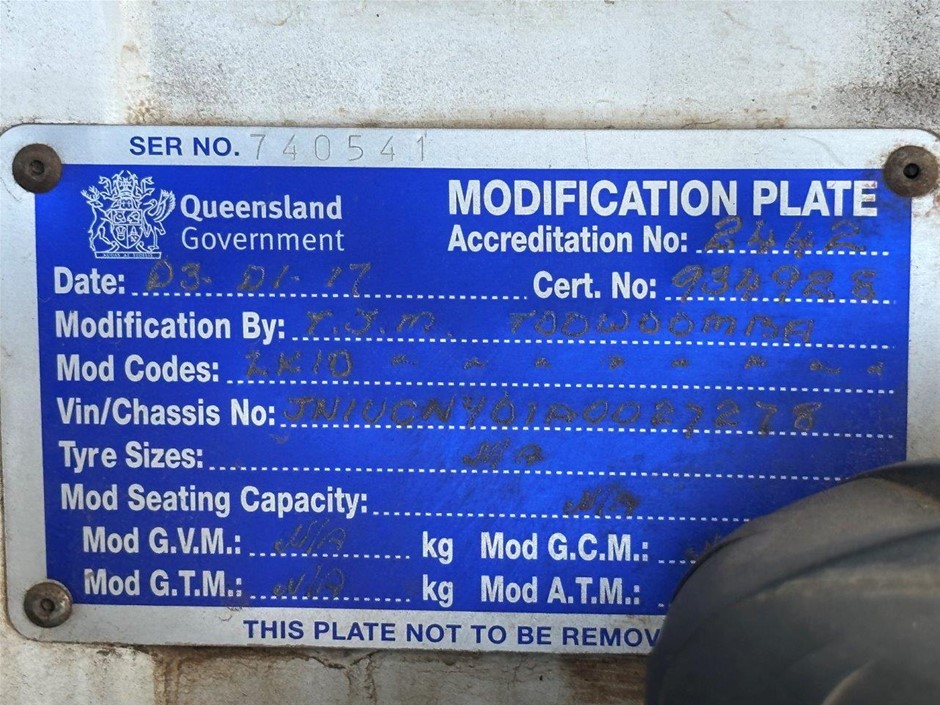 SER NO. 740541
Queensland
Government
MODIFICATION PLATE
Accreditation No: 2442
Date: 03-01-17
Cert. No: 934928
Modification By: T.J.M. TOOWOOMBA
Mod Codes: LK10
Vin/Chassis No: JN1UCNY61A0027278
Tyre Sizes: N/A
Mod Seating Capacity: N/A
Mod G.V.M.: N/A kg Mod G.C.M.:
Mod G.T.M.: N/A kg Mod A.T.M.:
THIS PLATE NOT TO BE REMOV